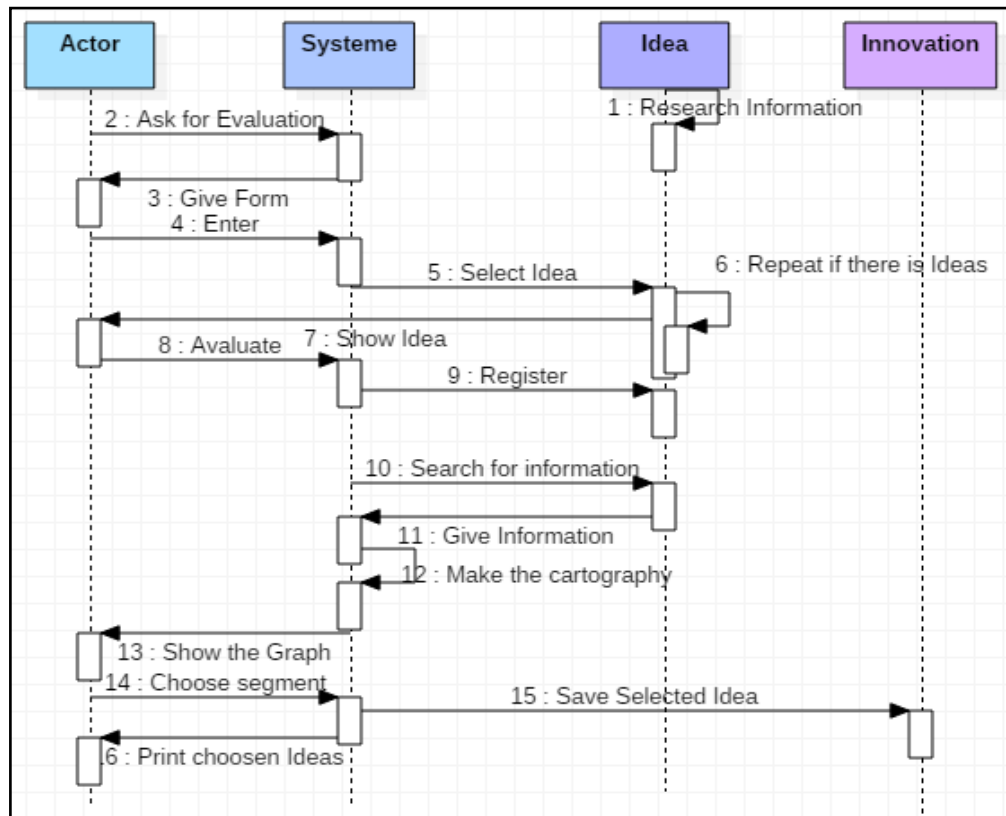 Actor
Systeme
Idea
Innovation
1 : Research Information
2 : Ask for Evaluation
3 : Give Form
4 : Enter
5 : Select Idea
6 : Repeat if there is Ideas
7 : Show Idea
8 : Avaluate
9 : Register
10 : Search for information
11 : Give Information
12 : Make the cartography
13 : Show the Graph
14 : Choose segment
15 : Save Selected Idea
16 : Print choosen Ideas